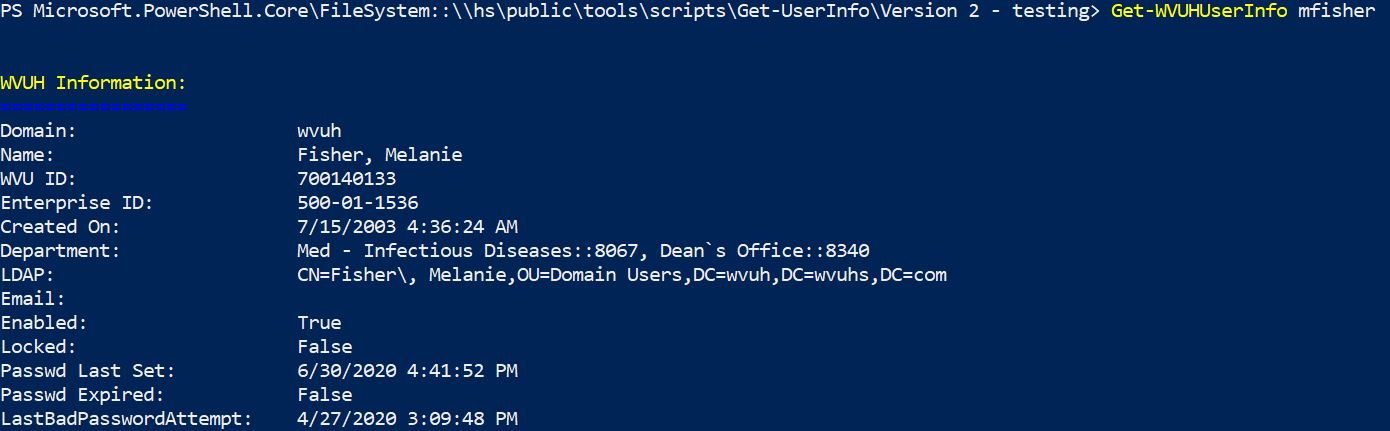 PS Microsoft.PowerShell.Core\FileSystem::\\hs\public\tools\scripts\Get-UserInfo\Version 2 - testing> Get-WVUHUserInfo mfisher
WVUH Information:
=================
Domain: wvuh
Name: Fisher, Melanie
WVU ID: 700140133
Enterprise ID: 500-01-1536
Created On: 7/15/2003 4:36:24 AM
Department: Med - Infectious Diseases::8067, Dean`s Office::8340
LDAP: CN=Fisher\, Melanie,OU=Domain Users,DC=wvuh,DC=wvuhs,DC=com
Email:
Enabled: True
Locked: False
Passwd Last Set: 6/30/2020 4:41:52 PM
Passwd Expired: False
LastBadPasswordAttempt: 4/27/2020 3:09:48 PM